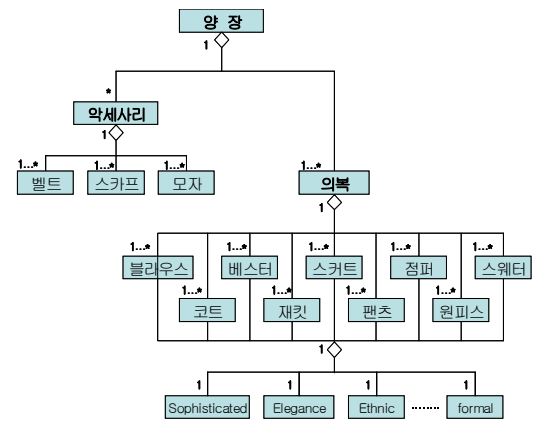 양 장
1
*
악세사리
1
1...*
1...*
1...*
1...*
벨트
스카프
모자
의복
1
1...*
1...*
1...*
1...*
1...*
블라우스
베스터
스커트
점퍼
스웨터
1...*
1...*
1...*
1...*
코트
재킷
팬츠
원피스
1
1
1
1
1
Sophisticated
Elegance
Ethnic
........
formal